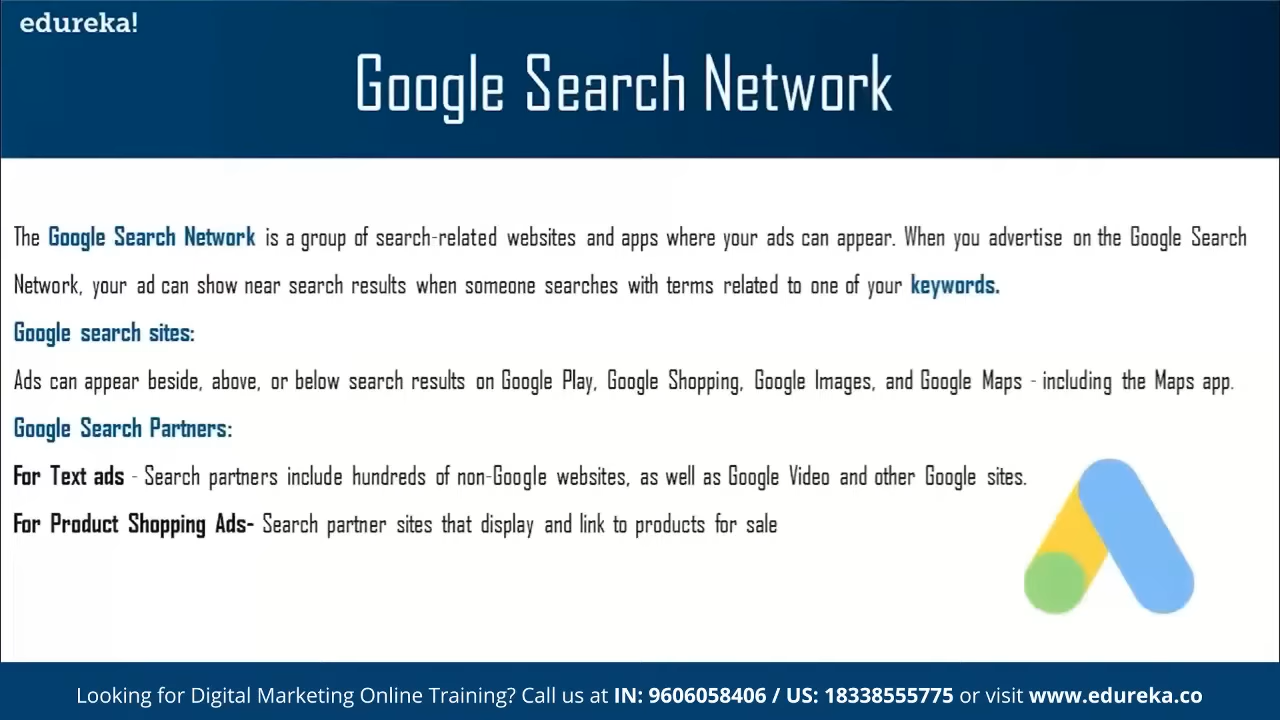 edureka!
Google Search Network
The Google Search Network is a group of search-related websites and apps where your ads can appear. When you advertise on the Google Search
Network, your ad can show near search results when someone searches with terms related to one of your keywords.
Google search sites:
Ads can appear beside, above, or below search results on Google Play, Google Shopping, Google Images, and Google Maps - including the Maps app.
Google Search Partners:
For Text ads - Search partners include hundreds of non-Google websites, as well as Google Video and other Google sites.
For Product Shopping Ads- Search partner sites that display and link to products for sale
Looking for Digital Marketing Online Training? Call us at IN: 9606058406 / US: 18338555775 or visit www.edureka.co